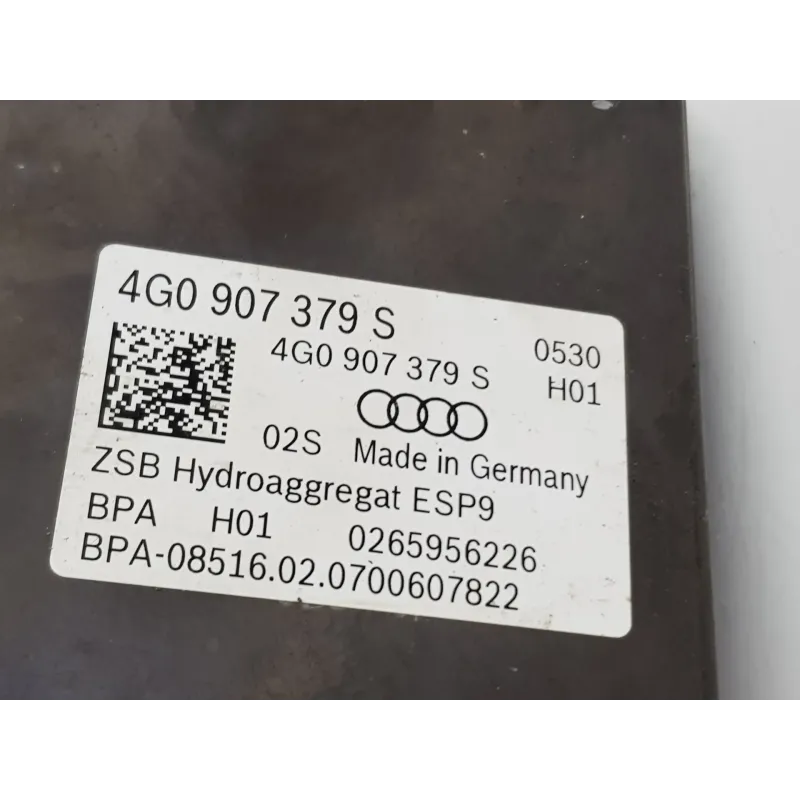 4G0 907 379 S
4G0 907 379 S
0530
H01
02S
Made in Germany
ZSB Hydroaggregat ESP9
BPA H01 0265956226
BPA-08516.02.0700607822